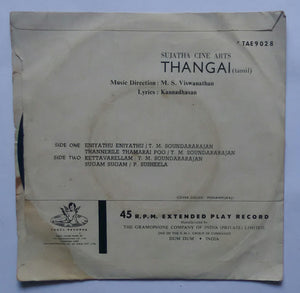 TAE9028
SUJATHA CINE ARTS
THANGAI (tamil)
Music Direction : M. S. Viswanathan
Lyrics : Kannadhasan
SIDE ONE ENIYATHU ENIYATHU / T. M. SOUNDARARAJAN
THANNERILE THAMARAI POO / T. M. SOUNDARARAJAN
SIDE TWO KETTAVARELLAM / T. M. SOUNDARARAJAN
SUGAM SUGAM / P. SUSHEELA
45 R.P.M. EXTENDED PLAY RECORD
THE GRAMOPHONE COMPANY OF INDIA (PRIVATE) LIMITED
DUM DUM • INDIA